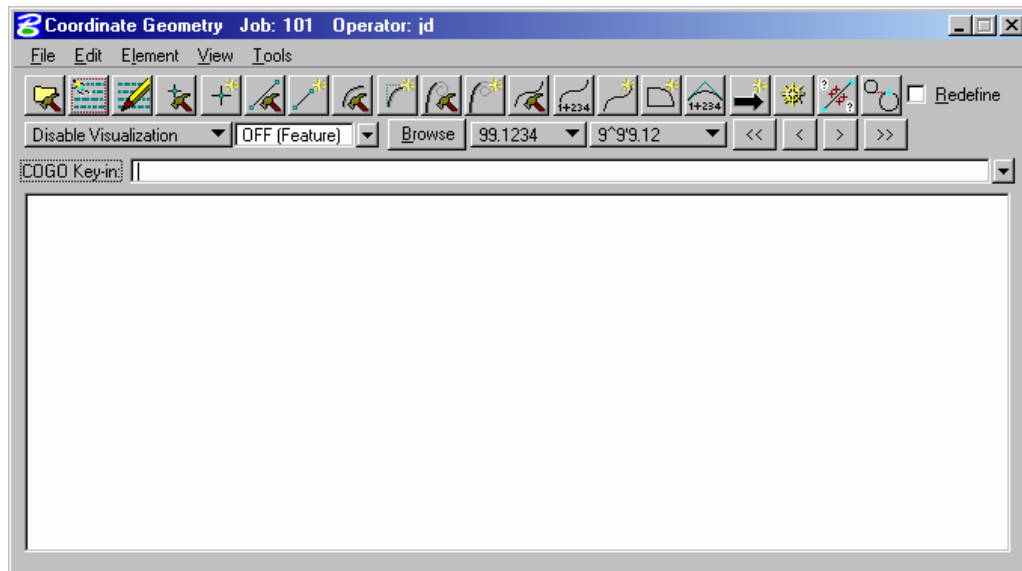 Coordinate Geometry Job: 101 Operator: jd
File Edit Element View Tools
1+234 1+234 ? ? Redefine
Disable Visualization OFF (Feature) Browse 99.1234 9^9'9.12 << < > >>
COGO Key-in: